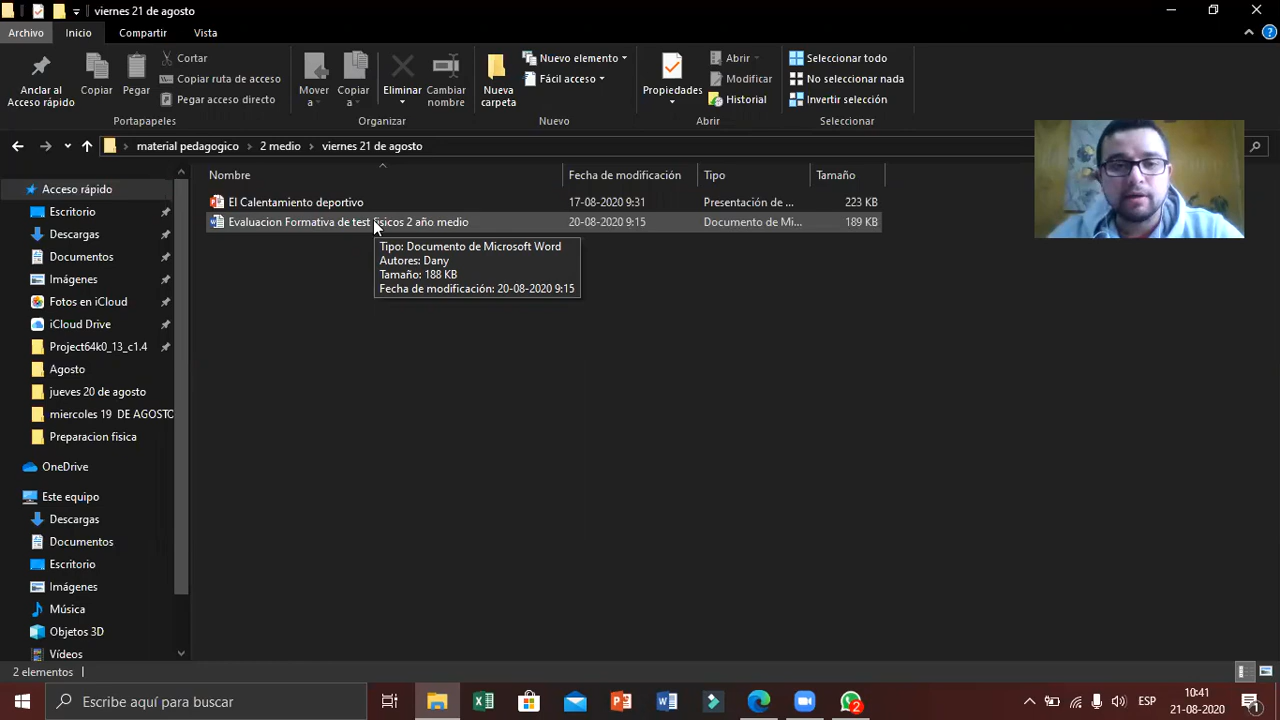 viernes 21 de agosto
Archivo Inicio Compartir Vista
Anclar al Acceso rápido
Copiar
Pegar
Cortar
Copiar ruta de acceso
Pegar acceso directo
Portapapeles
Mover a
Copiar a
Eliminar
Cambiar nombre
Organizar
Nueva carpeta
Nuevo elemento
Fácil acceso
Nuevo
Propiedades
Abrir
Modificar
Historial
Abrir
Seleccionar todo
No seleccionar nada
Invertir selección
Seleccionar
material pedagogico > 2 medio > viernes 21 de agosto
Nombre Fecha de modificación Tipo Tamaño
El Calentamiento deportivo 17-08-2020 9:31 Presentación de ... 223 KB
Evaluacion Formativa de test fisicos 2 año medio 20-08-2020 9:15 Documento de Mi... 189 KB
Tipo: Documento de Microsoft Word
Autores: Dany
Tamaño: 188 KB
Fecha de modificación: 20-08-2020 9:15
Acceso rápido
Escritorio
Descargas
Documentos
Imágenes
Fotos en iCloud
iCloud Drive
Project64k0_13_c1.4
Agosto
jueves 20 de agosto
miercoles 19 DE AGOSTO
Preparacion fisica
OneDrive
Este equipo
Descargas
Documentos
Escritorio
Imágenes
Música
Objetos 3D
Vídeos
2 elementos
Escribe aquí para buscar
2
ESP
10:41
21-08-2020
1